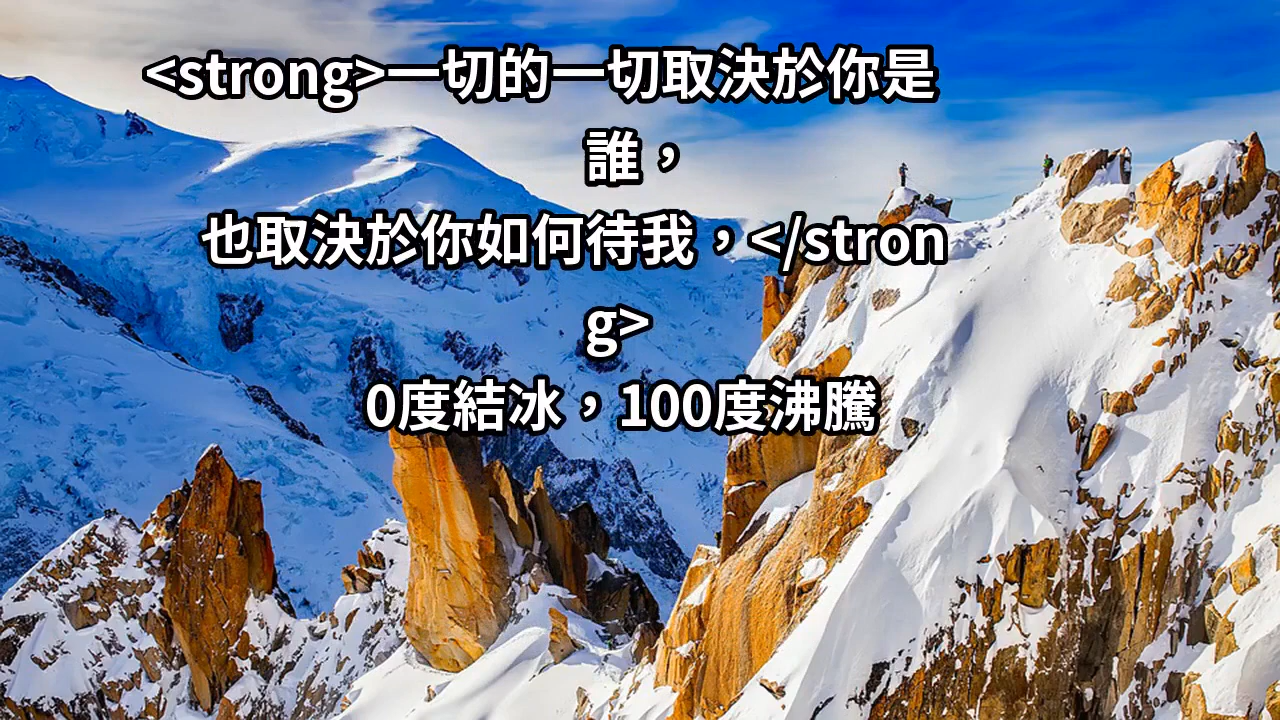 <strong>一切的一切取決於你是
誰，
也取決於你如何待我，</stron
g>
0度結冰，100度沸騰